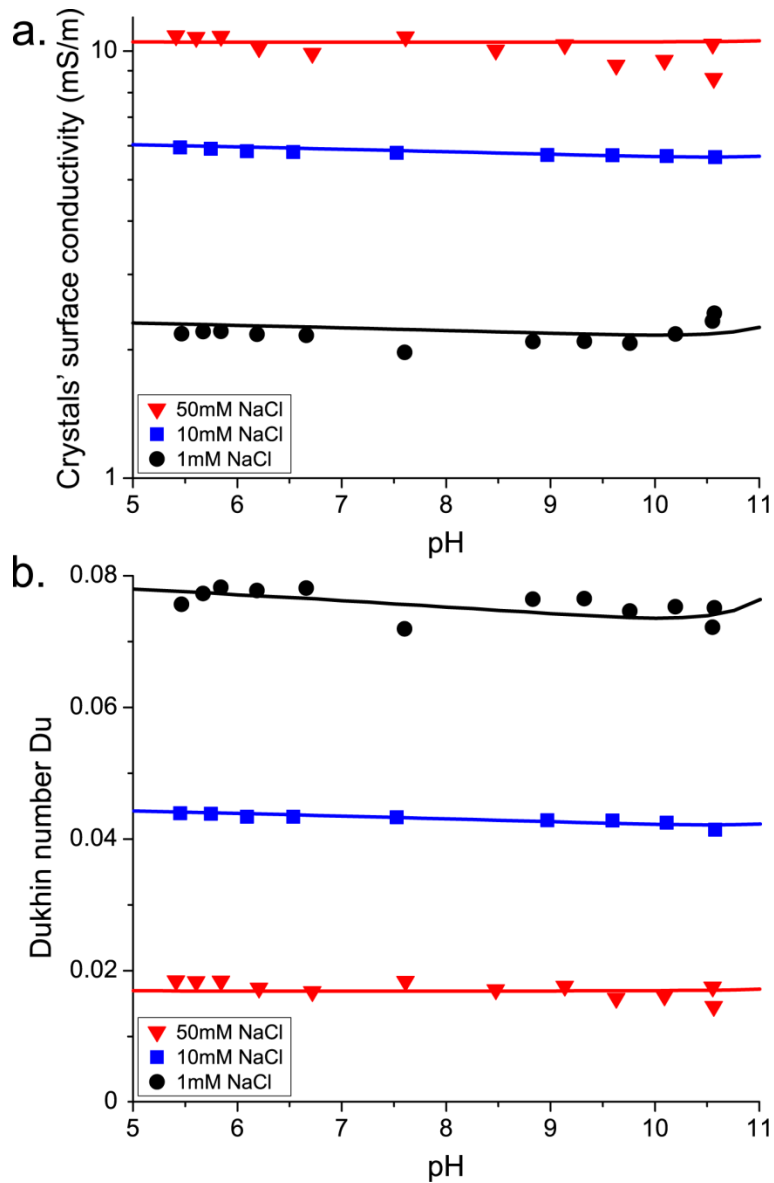 a.
Crystals' surface conductivity (mS/m)
10
1
50mM NaCl
10mM NaCl
1mM NaCl
5 6 7 8 9 10 11
pH
b.
Dukhin number Du
0.08
0.06
0.04
0.02
0
50mM NaCl
10mM NaCl
1mM NaCl
5 6 7 8 9 10 11
pH